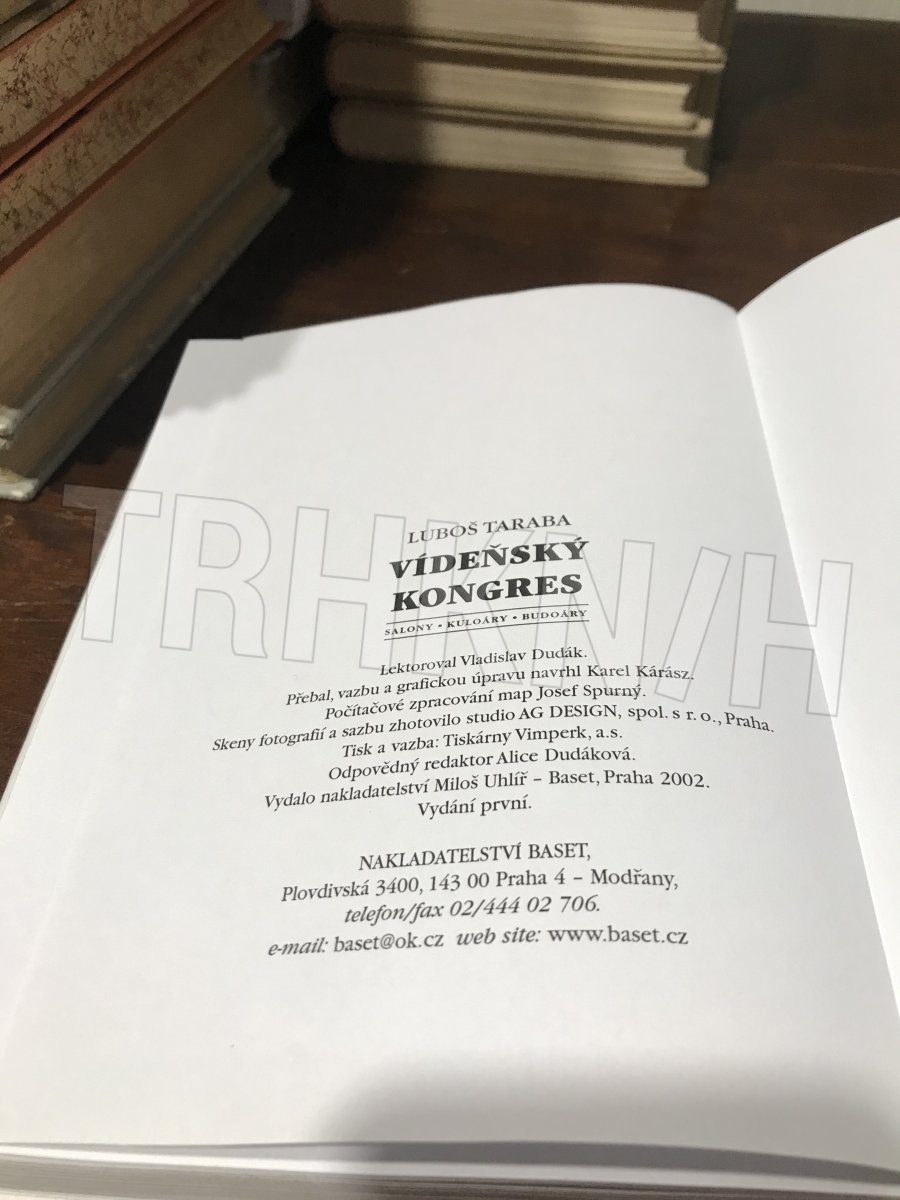 LUBOŠ TARABA
VÍDEŇSKÝ
KONGRES
SALONY • KULOÁRY • BUDOÁRY
Lektoroval Vladislav Dudák.
Přebal, vazbu a grafickou úpravu navrhl Karel Kárász.
Počítačové zpracování map Josef Spurný.
Skeny fotografií a sazbu zhotovilo studio AG DESIGN, spol. s r. o., Praha.
Tisk a vazba: Tiskárny Vimperk, a.s.
Odpovědný redaktor Alice Dudáková.
Vydalo nakladatelství Miloš Uhlíř – Baset, Praha 2002.
Vydání první.
NAKLADATELSTVÍ BASET,
Plovdivská 3400, 143 00 Praha 4 – Modřany,
telefon/fax 02/444 02 706.
e-mail: baset@ok.cz web site: www.baset.cz
TRHKN/H